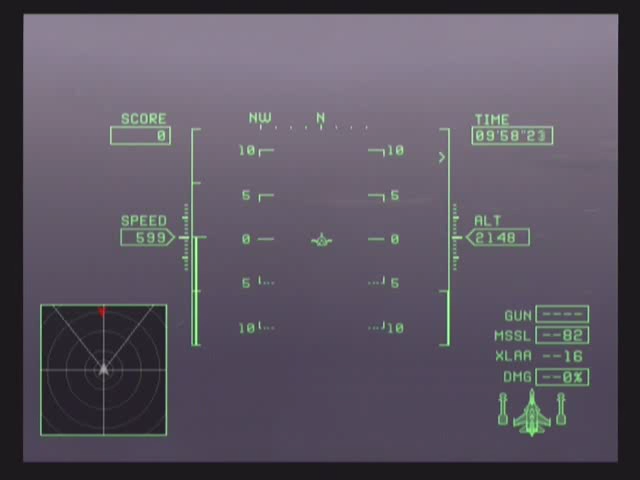 SCORE
0
NW N
TIME
09'58"23
10 10
5 5
SPEED
599
0 0
ALT
2148
5 5
10 10
GUN ----
MSSL --82
XLAA --16
DMG --0%